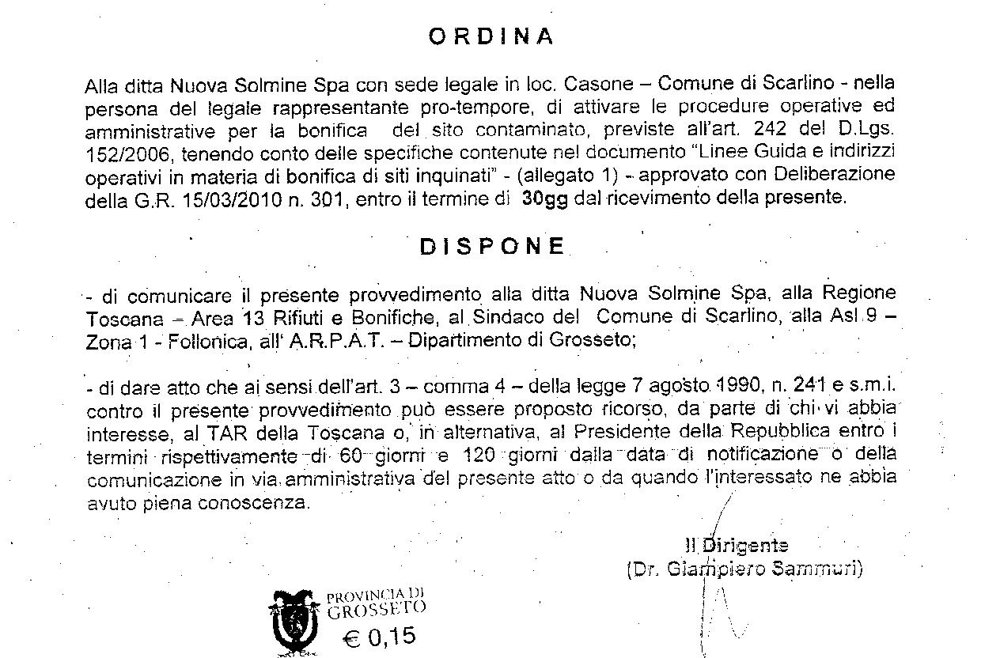 ORDINA
Alla ditta Nuova Solmine Spa con sede legale in loc. Casone – Comune di Scarlino - nella
persona del legale rappresentante pro-tempore, di attivare le procedure operative ed
amministrative per la bonifica del sito contaminato, previste all'art. 242 del D.Lgs.
152/2006, tenendo conto delle specifiche contenute nel documento “Linee Guida e indirizzi
operativi in materia di bonifica di siti inquinati” - (allegato 1) – approvato con Deliberazione
della G.R. 15/03/2010 n. 301, entro il termine di 30gg dal ricevimento della presente.
DISPONE
- di comunicare il presente provvedimento alla ditta Nuova Solmine Spa, alla Regione
Toscana – Area 13 Rifiuti e Bonifiche, al Sindaco del Comune di Scarlino, alla Asl 9 –
Zona 1 - Follonica, all' A.R.P.A.T. – Dipartimento di Grosseto;
- di dare atto che ai sensi dell'art. 3 – comma 4 – della legge 7 agosto 1990, n. 241 e s.m.i.
contro il presente provvedimento può essere proposto ricorso, da parte di chi vi abbia
interesse, al TAR della Toscana o, in alternativa, al Presidente della Repubblica entro i
termini rispettivamente di 60 giorni e 120 giorni dalla data di notificazione o della
comunicazione in via amministrativa del presente atto o da quando l'interessato ne abbia
avuto piena conoscenza.
Il Dirigente
(Dr. Giampiero Sammuri)
PROVINCIA DI
GROSSETO
€ 0,15